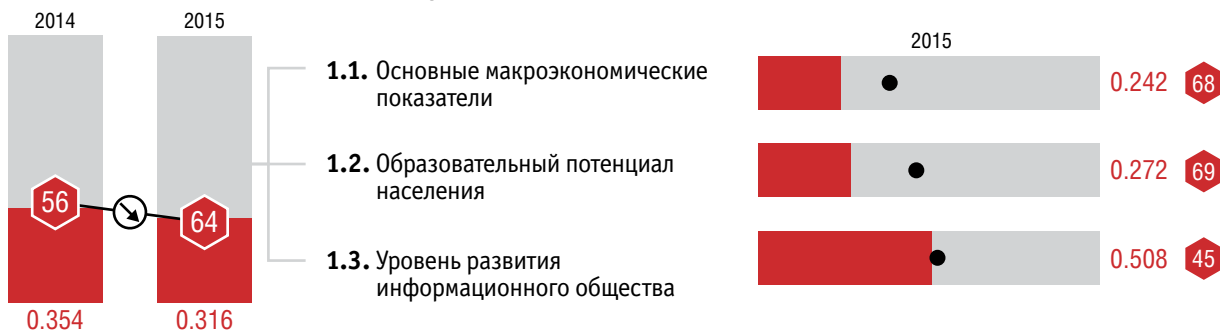 2014
2015
56
64
0.354
0.316
1.1. Основные макроэкономические
показатели
1.2. Образовательный потенциал
населения
1.3. Уровень развития
информационного общества
2015
0.242 68
0.272 69
0.508 45